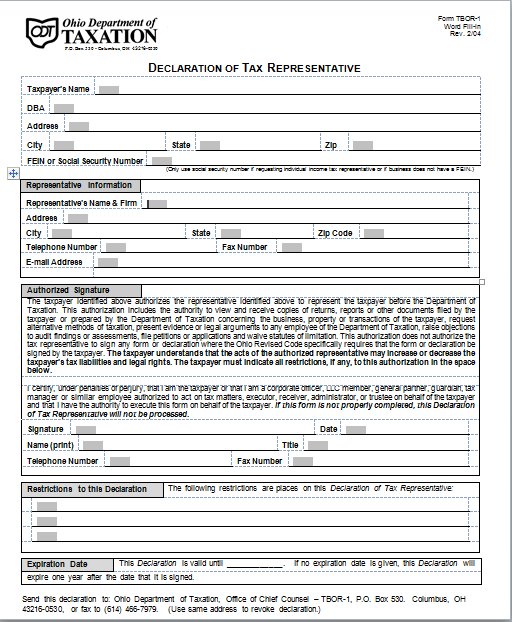 Ohio Department of
ODT TAXATION
P.O. Box 530 · Columbus, OH 43216-0530
Form TBOR-1
Word Fill-in
Rev. 2/04
DECLARATION OF TAX REPRESENTATIVE
Taxpayer's Name
DBA
Address
City State Zip
FEIN or Social Security Number
(Only use social security number if requesting individual income tax representative or if business does not have a FEIN.)
Representative Information
Representative's Name & Firm
Address
City State Zip Code
Telephone Number Fax Number
E-mail Address
Authorized Signature
The taxpayer identified above authorizes the representative identified above to represent the taxpayer before the Department of
Taxation. This authorization includes the authority to view and receive copies of returns, reports or other documents filed by the
taxpayer or prepared by the Department of Taxation concerning the business, property or transactions of the taxpayer, request
alternative methods of taxation, present evidence or legal arguments to any employee of the Department of Taxation, raise objections
to audit findings or assessments, file petitions or applications and waive statutes of limitation. This authorization does not authorize the
tax representative to sign any form or declaration where the Ohio Revised Code specifically requires that the form or declaration be
signed by the taxpayer. The taxpayer understands that the acts of the authorized representative may increase or decrease the
taxpayer's tax liabilities and legal rights. The taxpayer must indicate all restrictions, if any, to this authorization in the space
below.
I certify, under penalties of perjury, that I am the taxpayer or that I am a corporate officer, LLC member, general partner, guardian, tax
manager or similar employee authorized to act on tax matters, executor, receiver, administrator, or trustee on behalf of the taxpayer
and that I have the authority to execute this form on behalf of the taxpayer. If this form is not properly completed, this Declaration
of Tax Representative will not be processed.
Signature Date
Name (print) Title
Telephone Number Fax Number
Restrictions to this Declaration The following restrictions are places on this Declaration of Tax Representative:
Expiration Date This Declaration is valid until ____________. If no expiration date is given, this Declaration will
expire one year after the date that it is signed.
Send this declaration to: Ohio Department of Taxation, Office of Chief Counsel – TBOR-1, P.O. Box 530. Columbus, OH
43216-0530, or fax to (614) 466-7979. (Use same address to revoke declaration.)